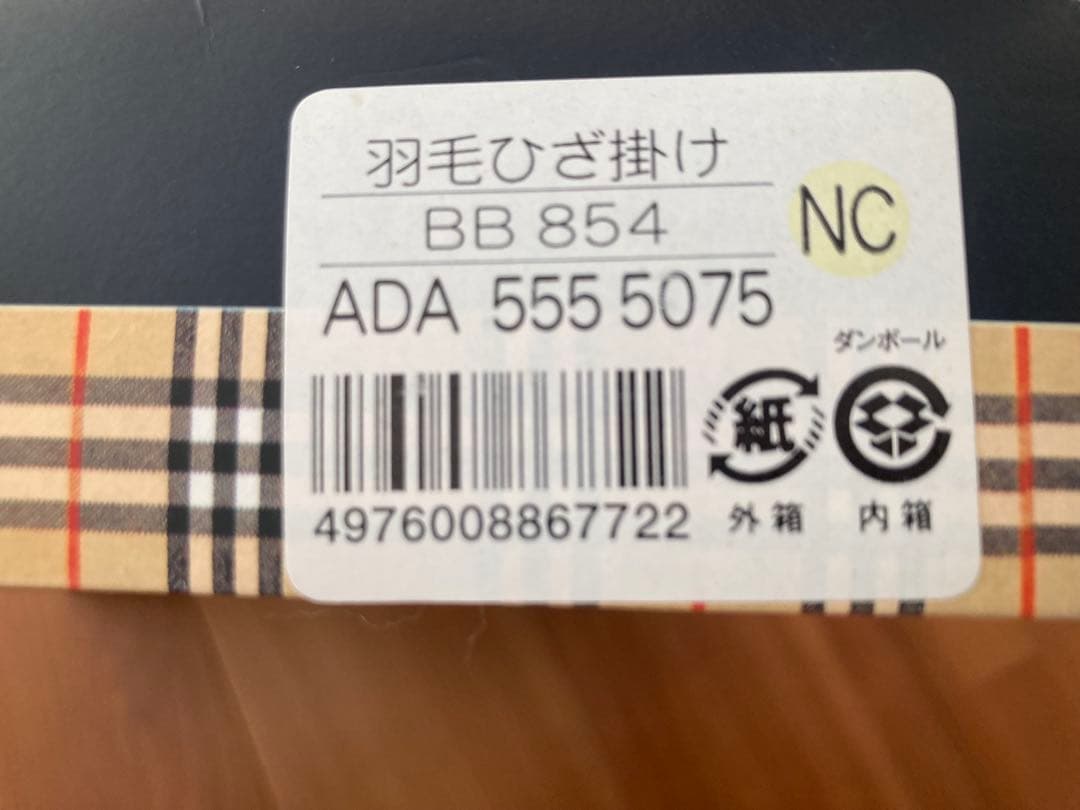 羽毛ひざ掛け
BB 854
NC
ADA 555 5075
ダンボール
紙
4976008867722
外箱
内箱